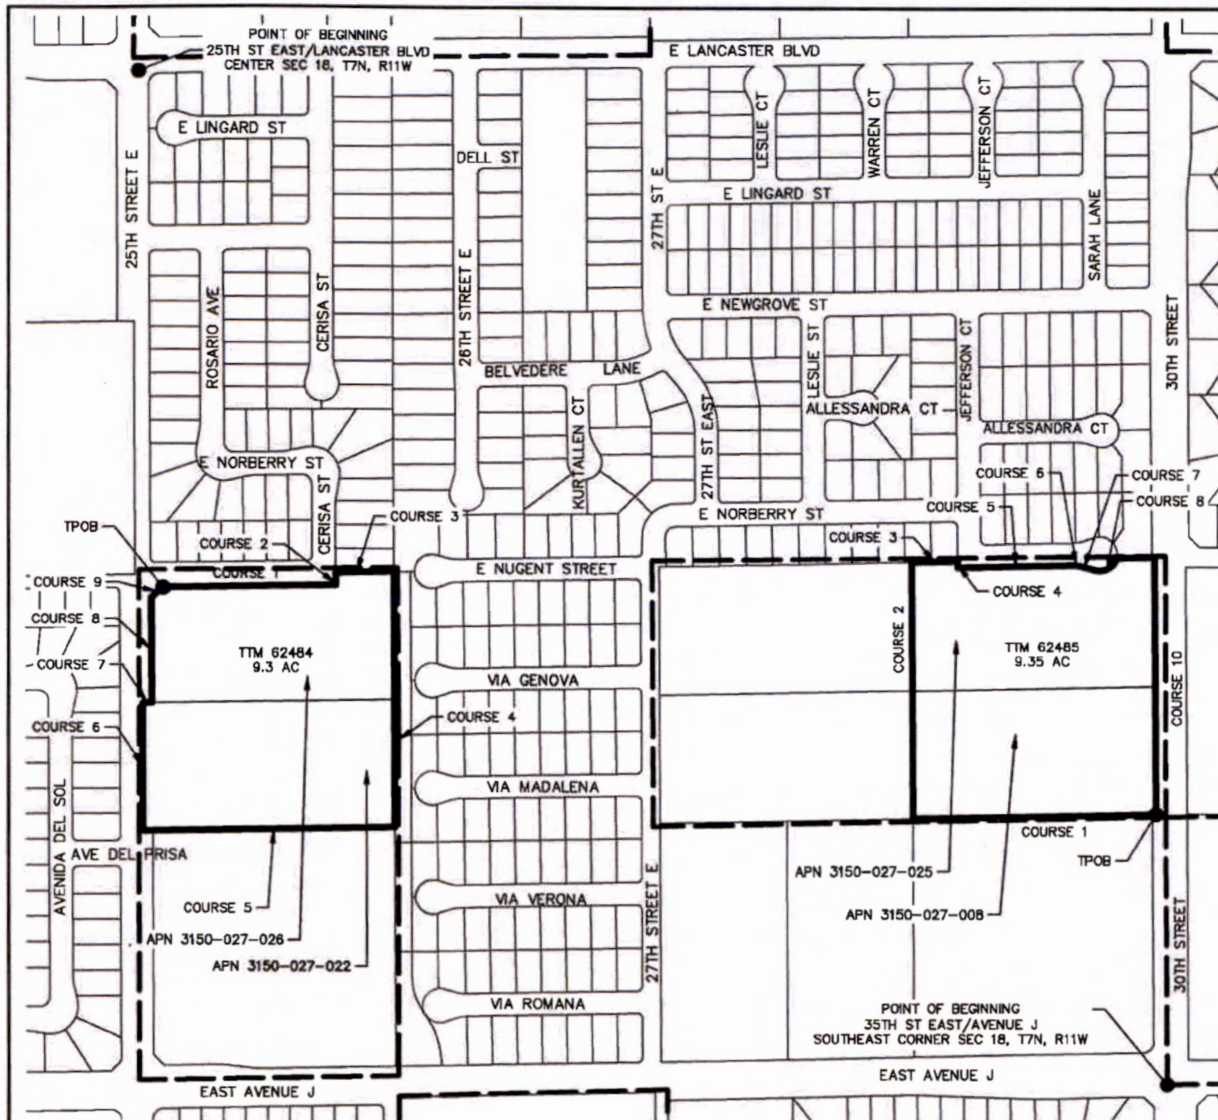 POINT OF BEGINNING
25TH ST EAST/LANCASTER BLVD
CENTER SEC 18, T7N, R11W
E LANCASTER BLVD
E LINGARD ST
DELL ST
LESLIE CT
WARREN CT
JEFFERSON CT
E LINGARD ST
25TH STREET E
27TH ST E
SARAH LANE
ROSARIO AVE
CERISA ST
26TH STREET E
E NEWGROVE ST
30TH STREET
BELVEDERE LANE
LESLIE ST
JEFFERSON CT
ALLESSANDRA CT
ALLESSANDRA CT
KURTALLEN CT
27TH ST EAST
E NORBERRY ST
CERISA ST
COURSE 6
COURSE 7
COURSE 5
COURSE 8
E NORBERRY ST
TPOB
COURSE 3
COURSE 2
COURSE 3
COURSE 1
E NUGENT STREET
COURSE 9
COURSE 4
COURSE 8
COURSE 2
TTM 62484
9.3 AC
TTM 62485
9.35 AC
COURSE 7
VIA GENOVA
COURSE 10
COURSE 6
COURSE 4
VIA MADALENA
AVENIDA DEL SOL
AVE DEL PRISA
COURSE 1
TPOB
APN 3150-027-025
COURSE 5
VIA VERONA
APN 3150-027-008
APN 3150-027-026
APN 3150-027-022
27TH STREET E
30TH STREET
VIA ROMANA
POINT OF BEGINNING
35TH ST EAST/AVENUE J
SOUTHEAST CORNER SEC 18, T7N, R11W
EAST AVENUE J
EAST AVENUE J